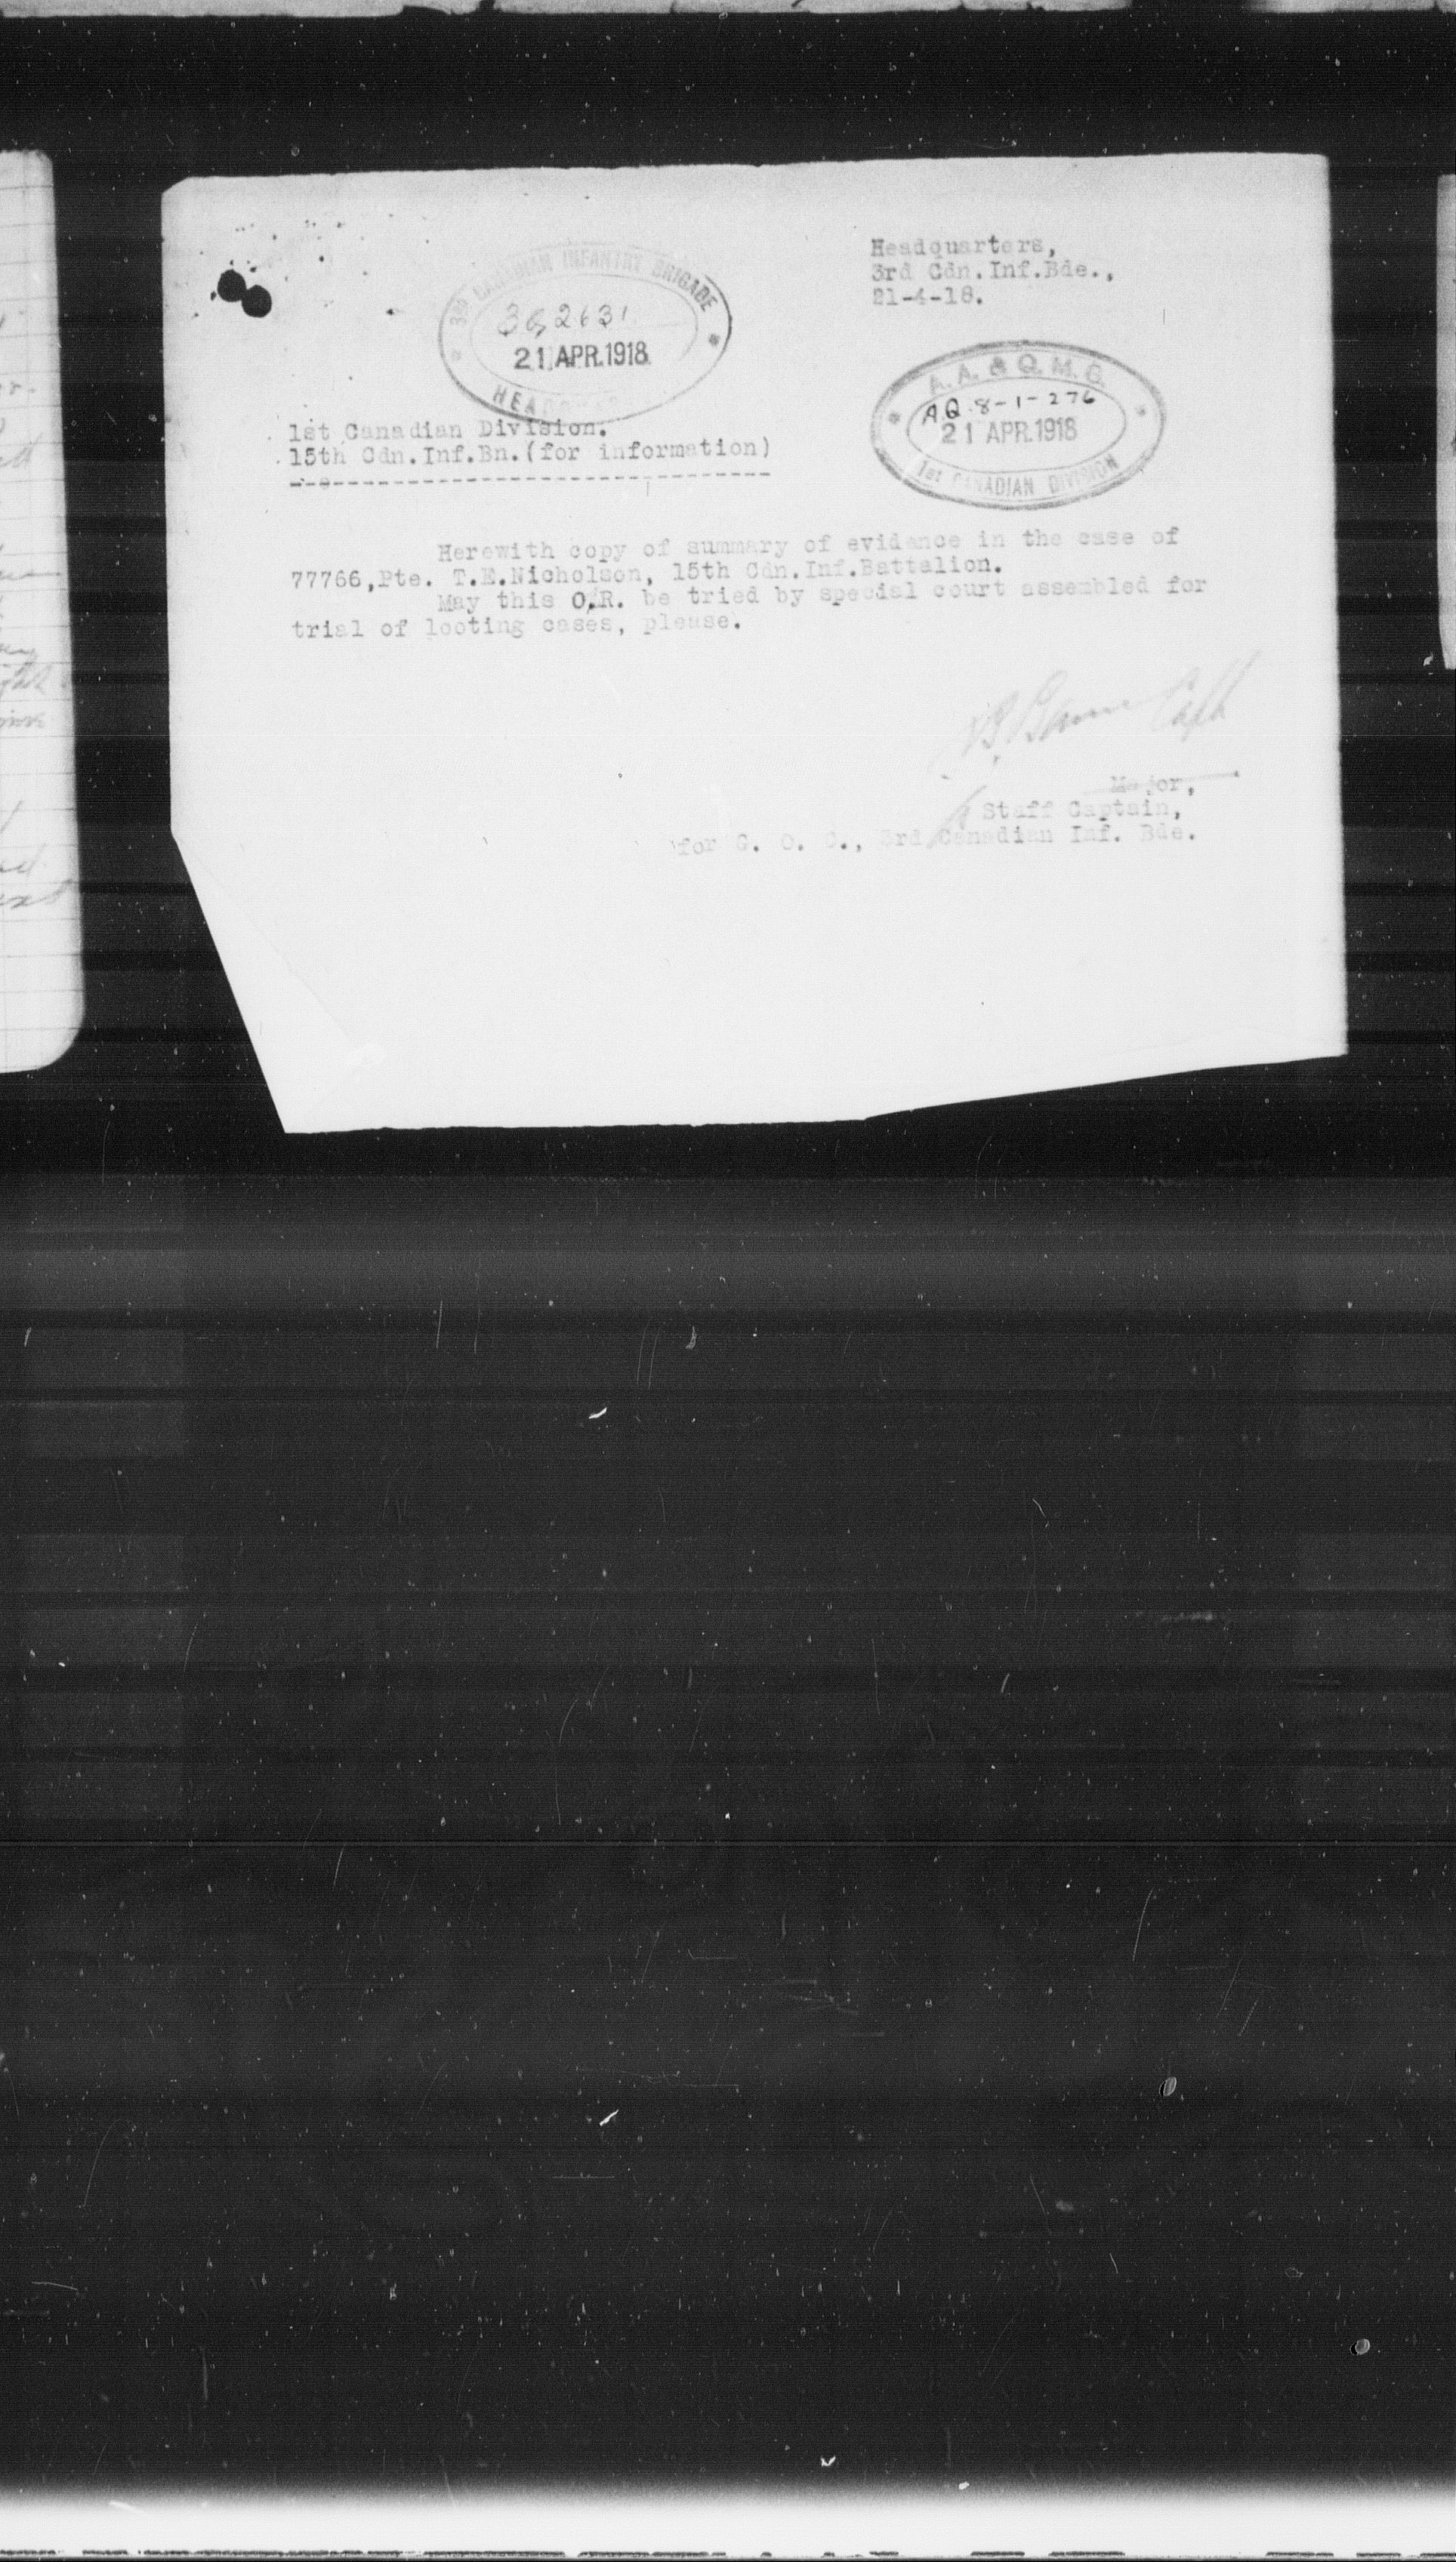 Headquarters,
3rd Cdn.Inf.Bde.,
21-4-18.
3RD CANADIAN INFANTRY BRIGADE
3G 2631
21 APR.1918
HEADQUARTERS
A. A. & Q. M. G.
AQ 8-1-276
21 APR.1918
1st CANADIAN DIVISION
1st Canadian Division.
15th Cdn.Inf.Bn.(for information)
Herewith copy of summary of evidence in the case of
77766,Pte. T.E.Nicholson, 15th Cdn.Inf.Battalion.
May this O.R. be tried by special court assembled for
trial of looting cases, please.
Capt
Major,
Staff Captain,
for G. O. C., 3rd Canadian Inf. Bde.